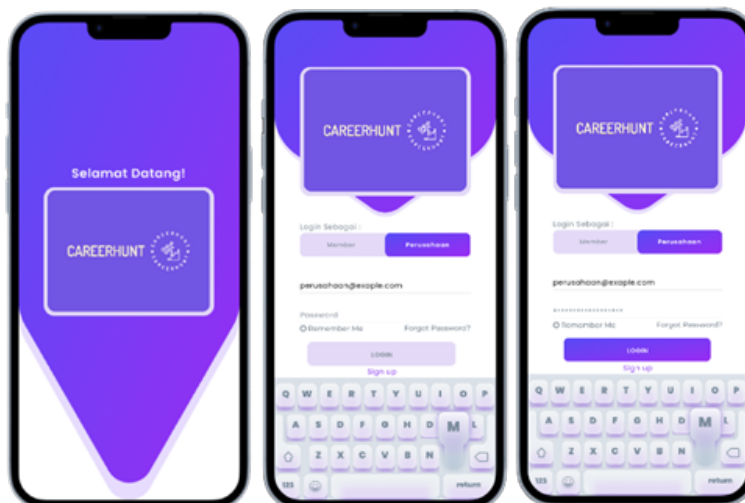 Selamat Datang!
CAREERHUNT
CAREERHUNT
Login Sebagai :
Member Perusahaan
perusahaan@exaple.com
Password
Remember Me Forgot Password?
LOGIN
Sign up
Q W E R T Y U I O P
A S D F G H D M L
Z X C V B N
123 return
CAREERHUNT
Login Sebagai :
Member Perusahaan
perusahaan@exaple.com
Remember Me Forgot Password?
LOGIN
Sign up
Q W E R T Y U I O P
A S D F G H D M L
Z X C V B N
123 return